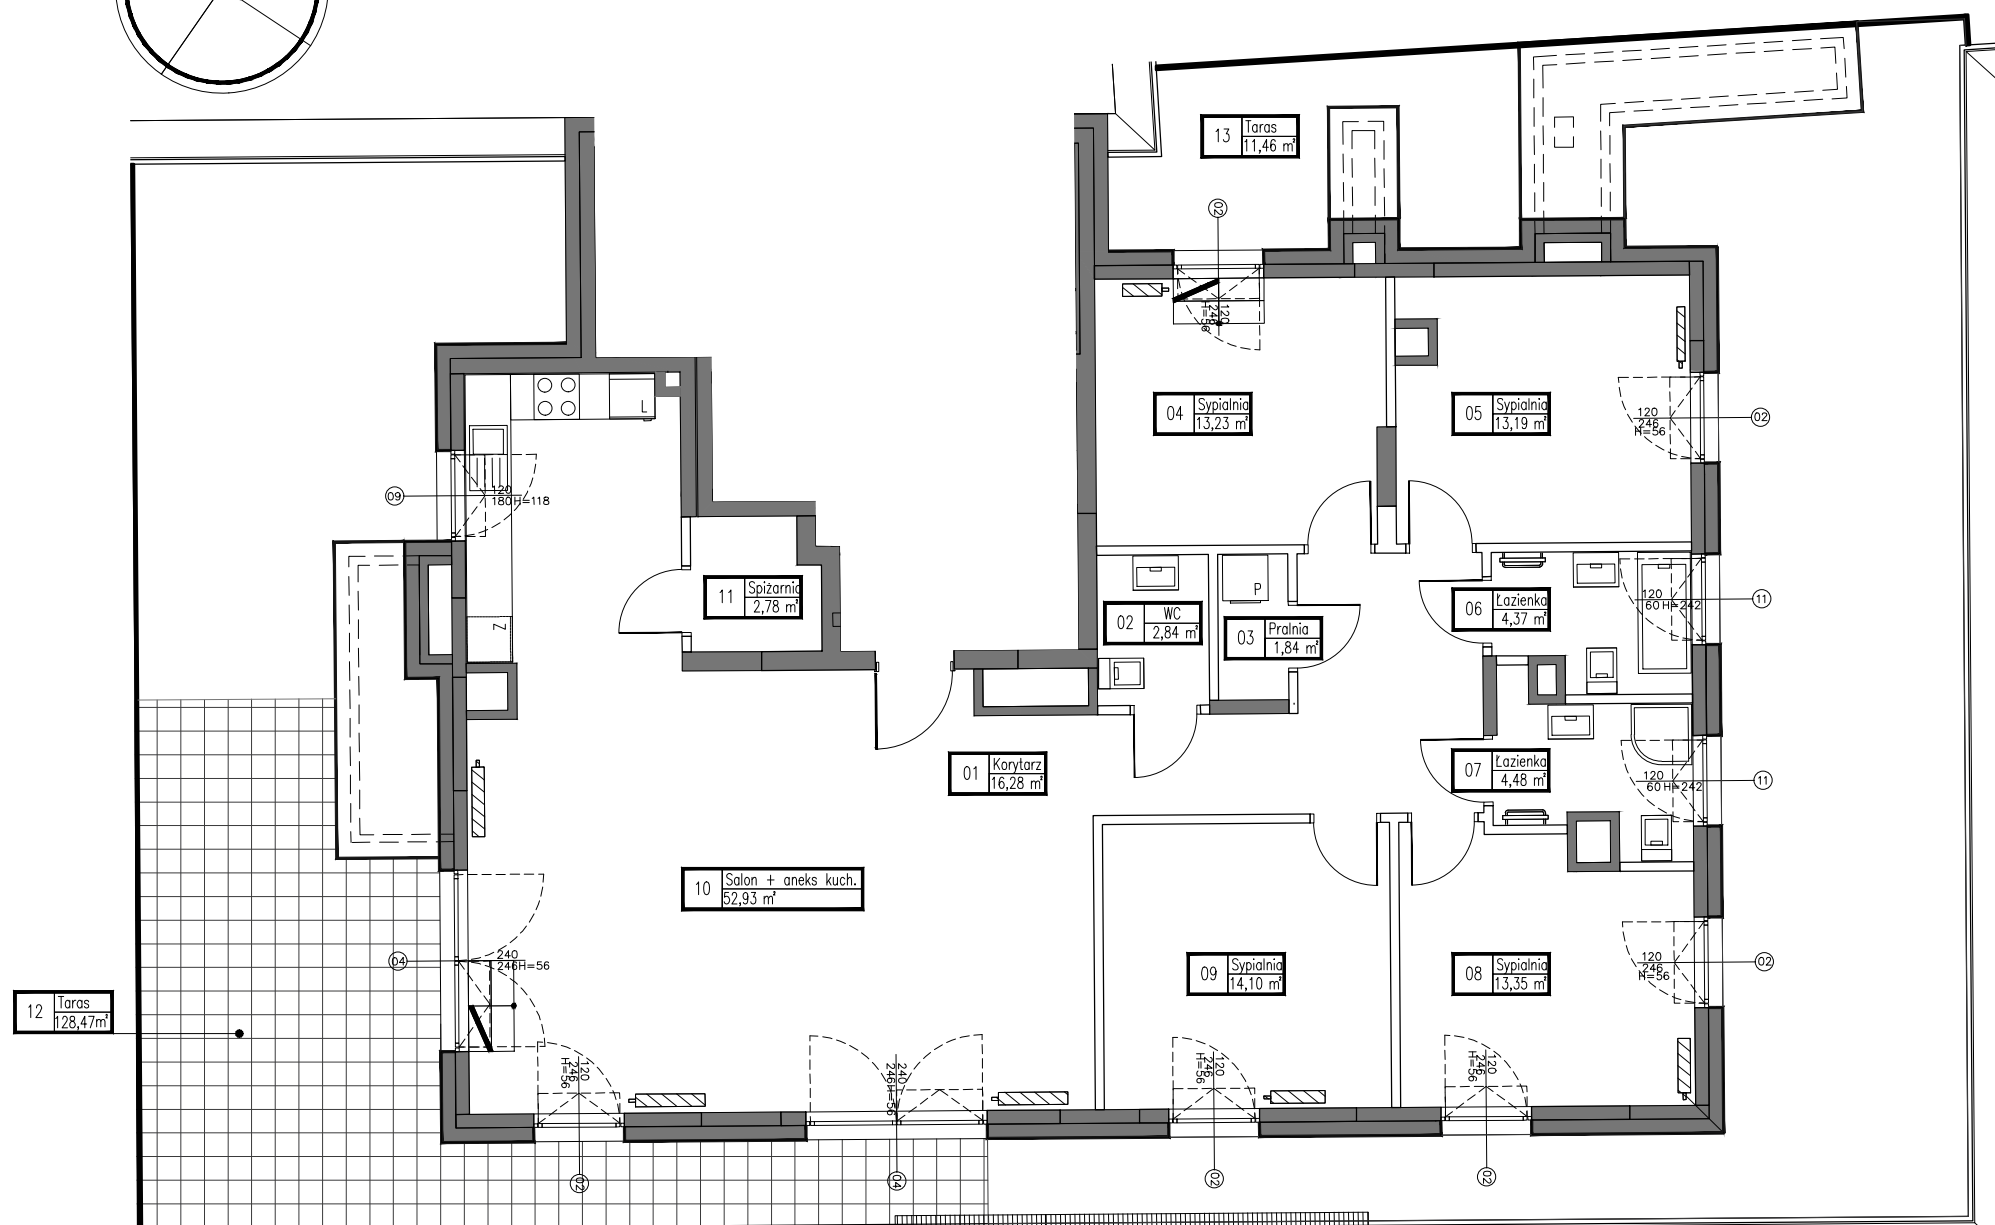 13 Taras
11,46 m²
02
120
246
H=56
04 Sypialnia
13,23 m²
05 Sypialnia
13,19 m²
120
246
H=56
02
L
09
120
180 H=118
11 Spiżarnia
2,78 m²
Z
02 WC
2,84 m²
P
03 Pralnia
1,84 m²
06 Łazienka
4,37 m²
120
60 H=242
11
07 Łazienka
4,48 m²
120
60 H=242
11
01 Korytarz
16,28 m²
10 Salon + aneks kuch.
52,93 m²
04
240
246H=56
09 Sypialnia
14,10 m²
08 Sypialnia
13,35 m²
120
246
H=56
02
12 Taras
128,47m²
120
246
H=56
240
246H=56
120
246
H=56
120
246
H=56
02
04
02
02